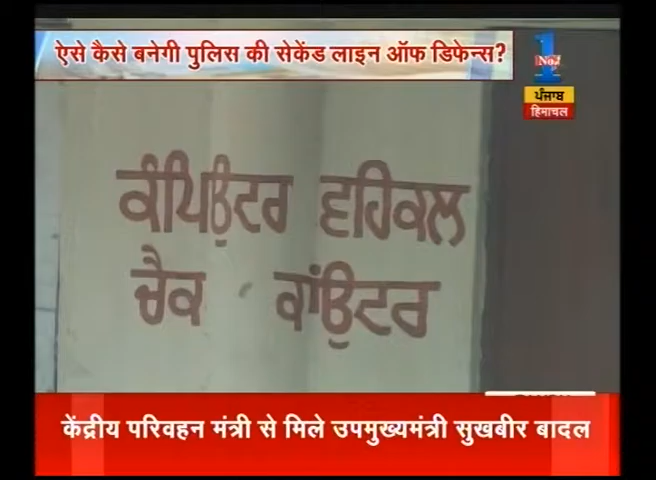 ऐसे कैसे बनेगी पुलिस की सेकेंड लाइन ऑफ डिफेन्स?
1
No.
ਪੰਜਾਬ
हिमाचल
ਕੰਪਿਊਟਰ ਵਹਿਕਲ
ਚੈਕ ਕਾਂਊਟਰ
केंद्रीय परिवहन मंत्री से मिले उपमुख्यमंत्री सुखबीर बादल